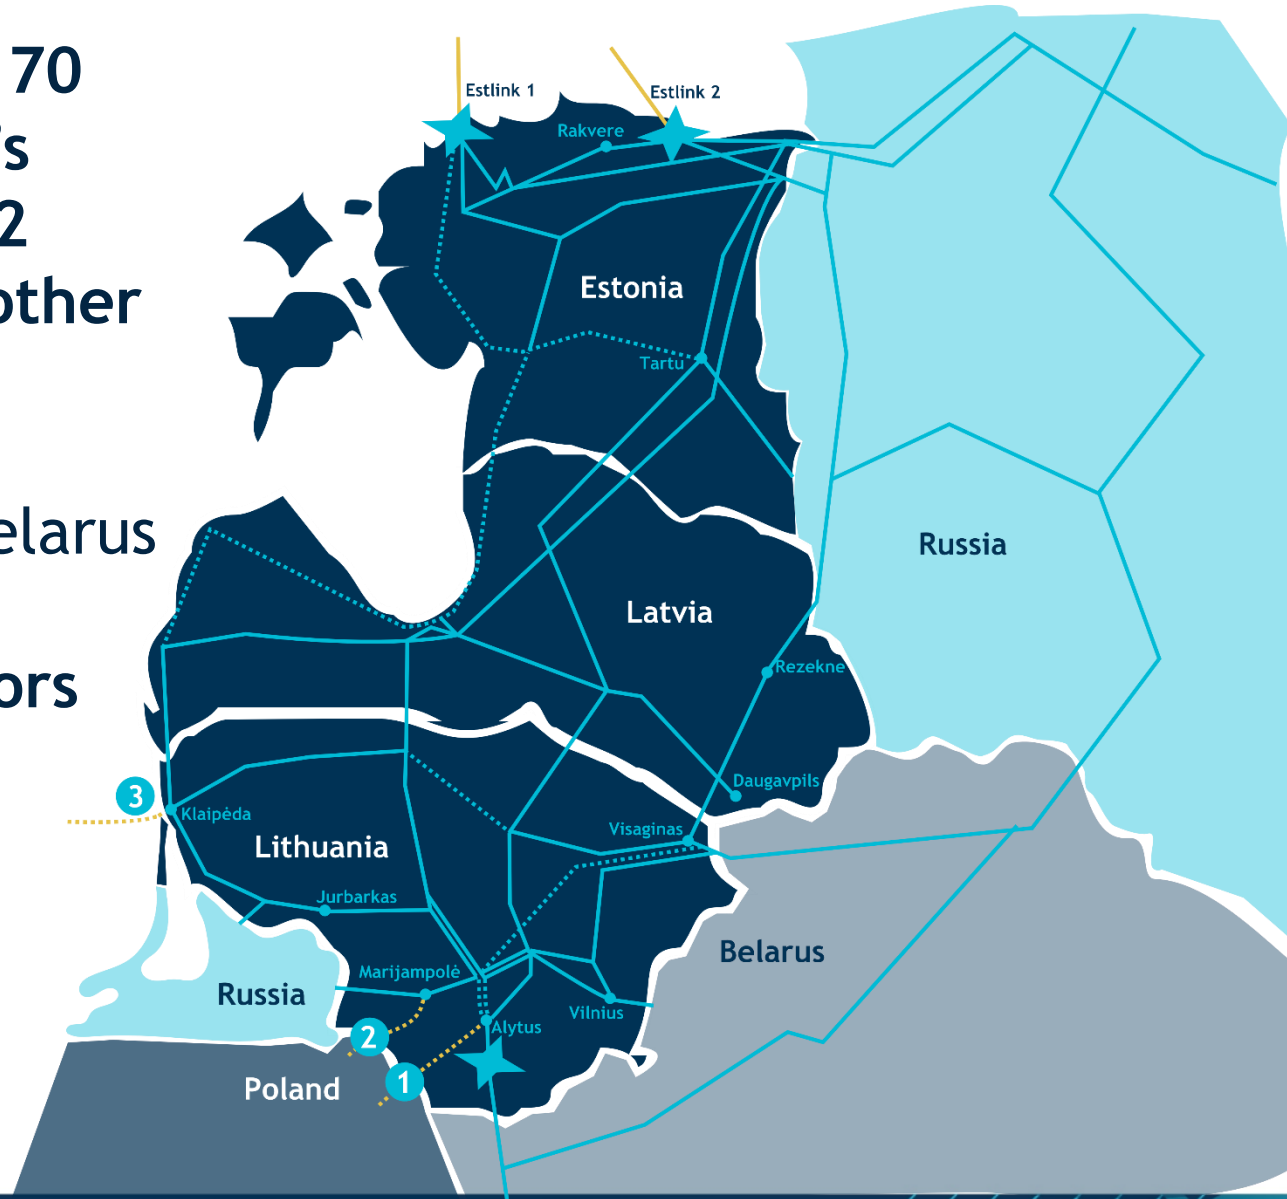 70
's
2
other
elarus
ors
Estlink 1
Estlink 2
Rakvere
Estonia
Tartu
Russia
Latvia
Rezekne
Daugavpils
3
Klaipėda
Visaginas
Lithuania
Jurbarkas
Belarus
Marijampolė
Russia
Vilnius
Alytus
2
1
Poland